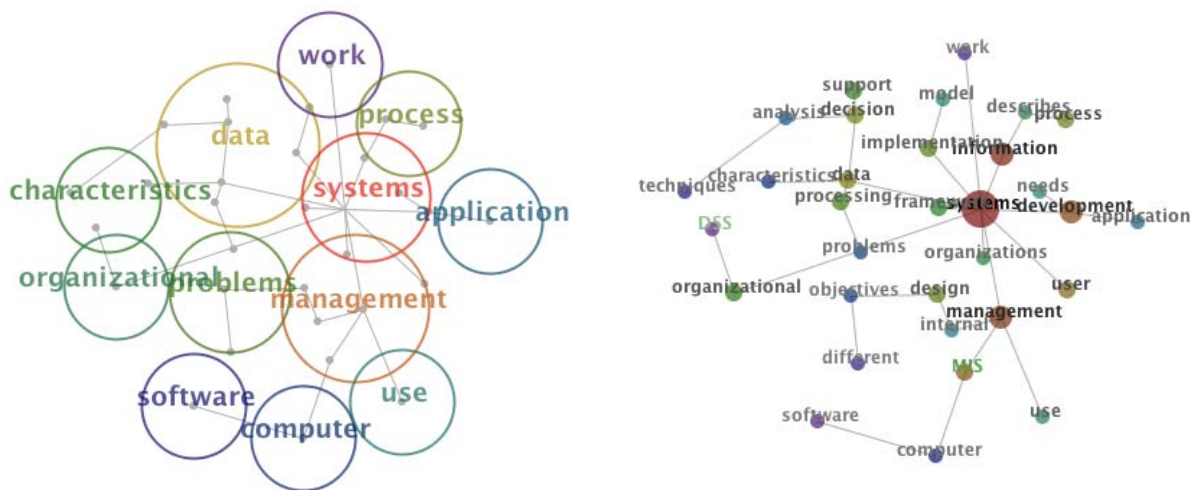 work
process
data
systems
characteristics
application
organizational
problems
management
software
use
computer
work
support
model
analysis
decision
describes
process
implementation
information
techniques
characteristics
data
needs
processing
frame
systems
development
application
DSS
problems
organizations
organizational
objectives
design
user
internal
management
different
MIS
software
use
computer